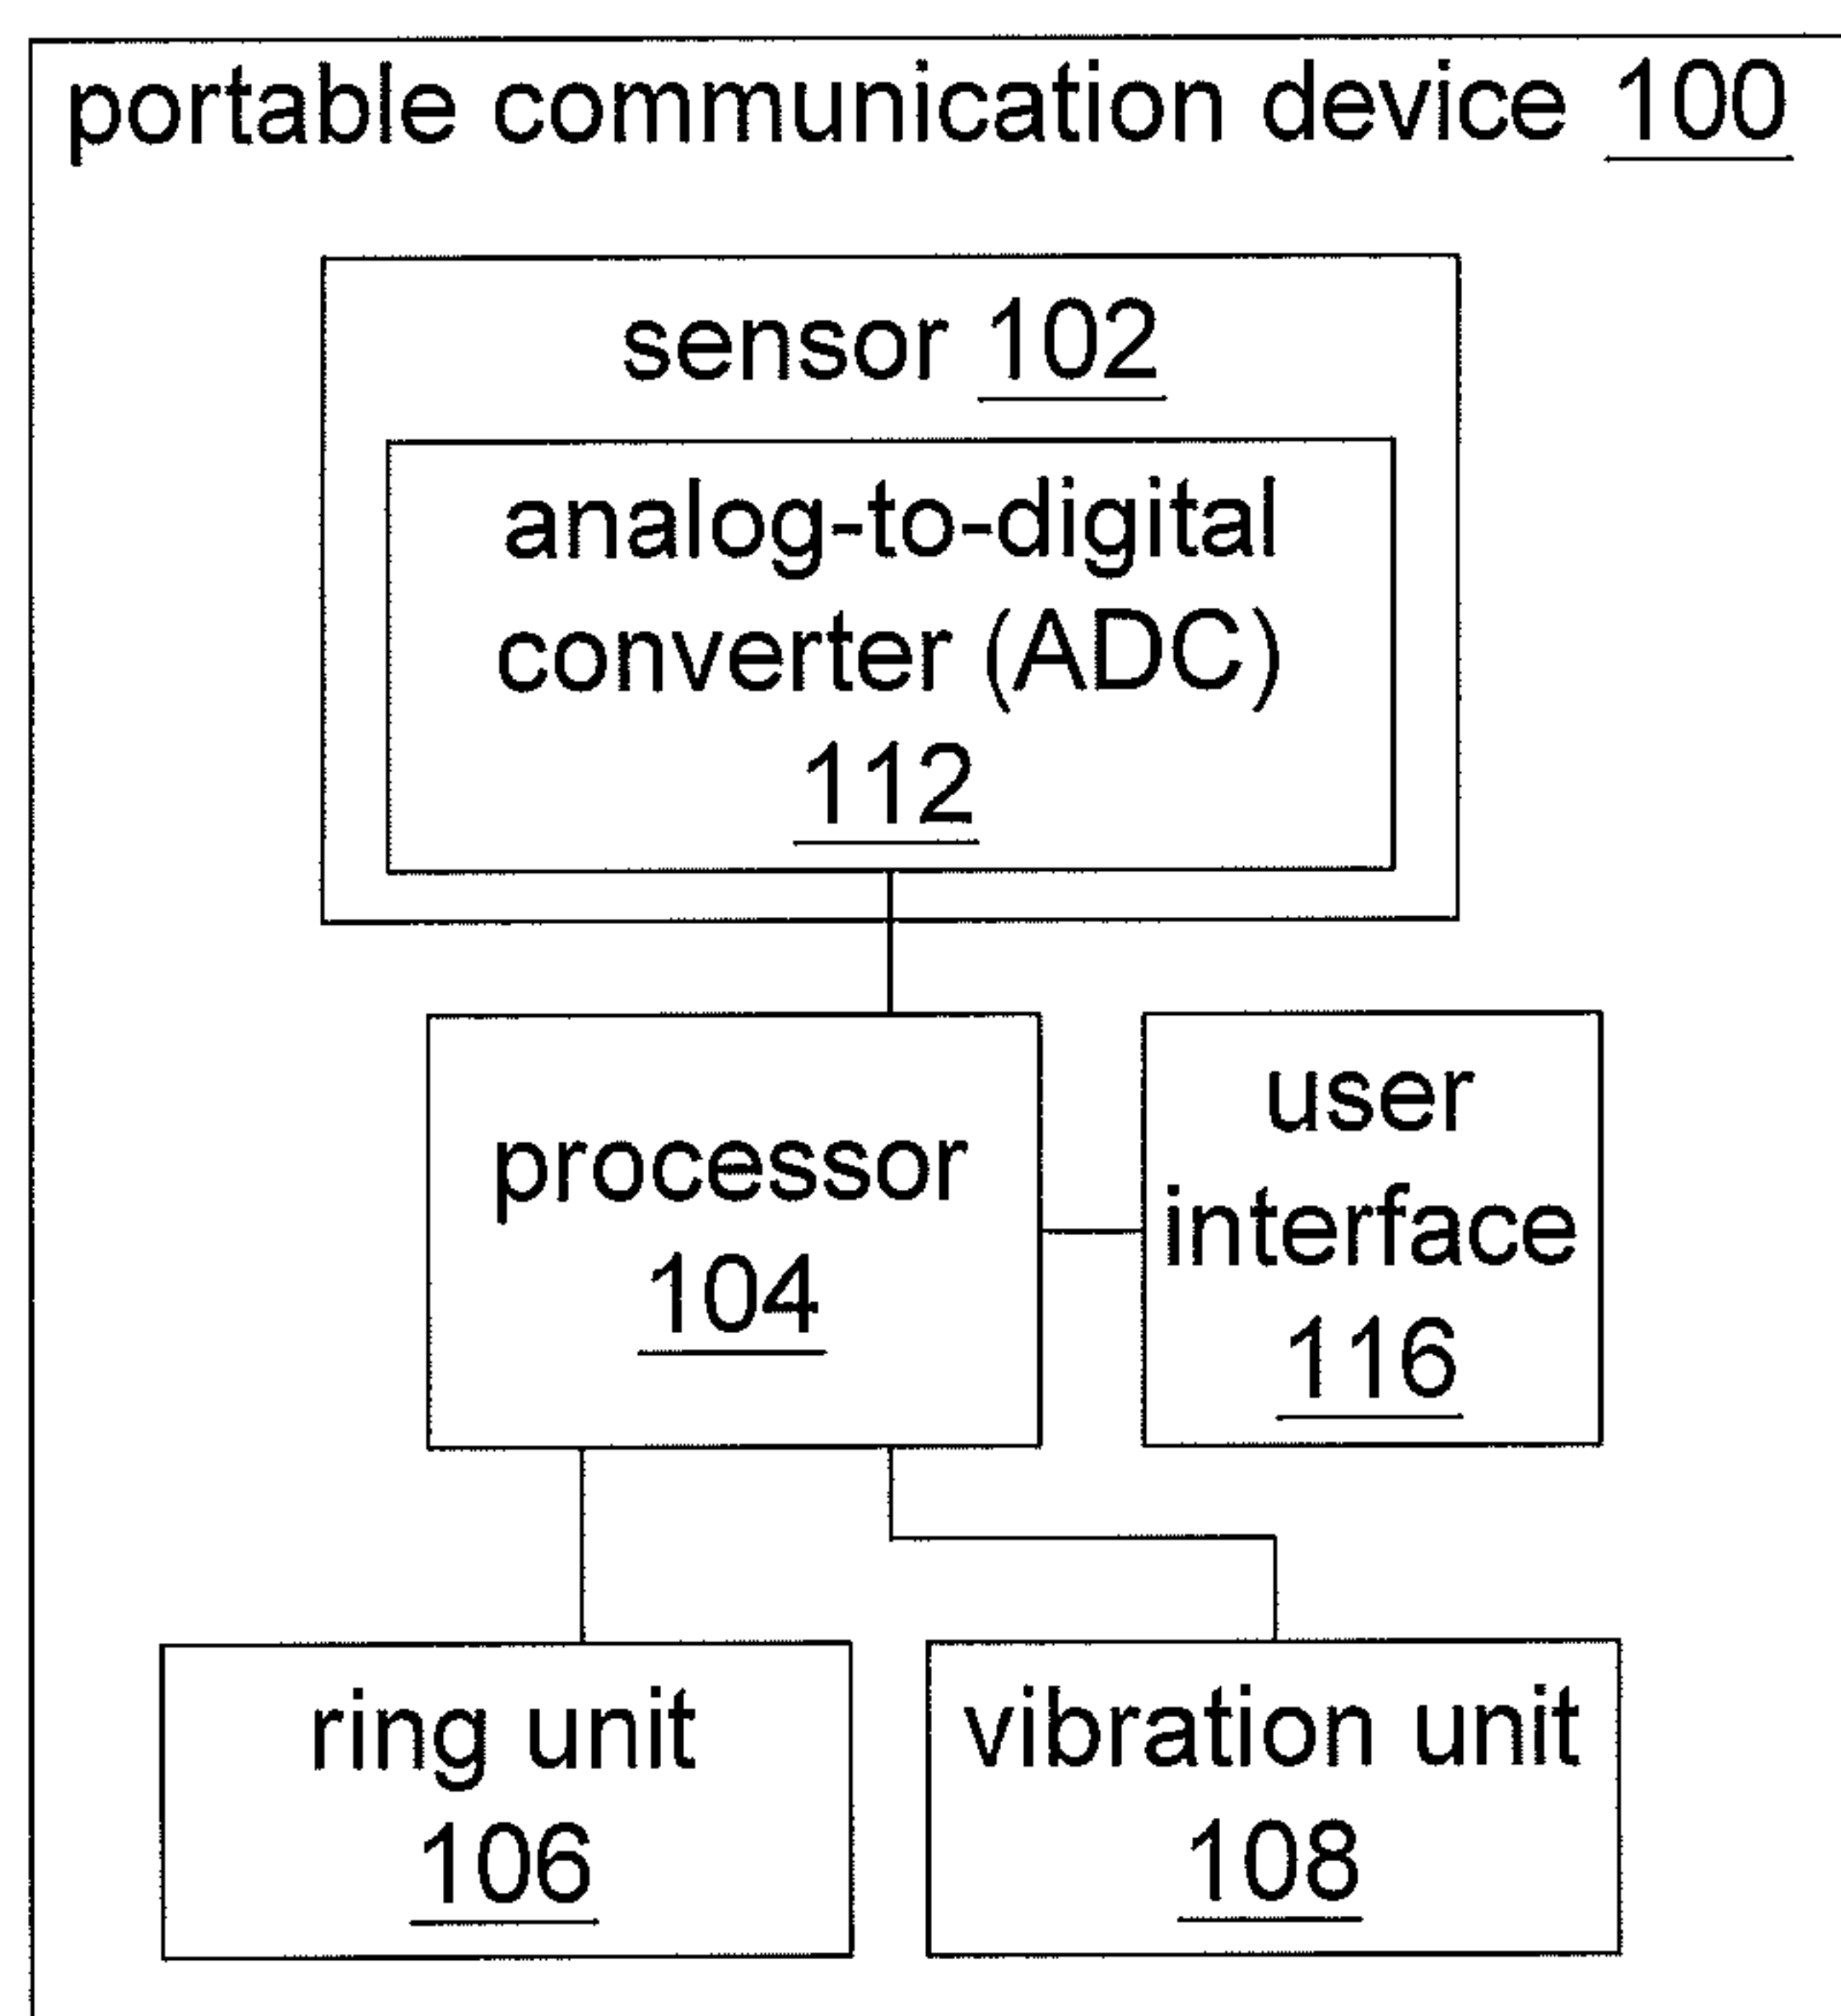 portable communication device 100
sensor 102
analog-to-digital
converter (ADC)
112
processor
104
user
interface
116
ring unit
106
vibration unit
108